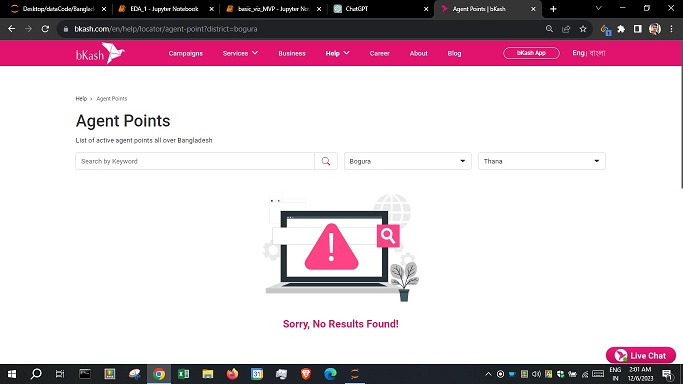 Desktop/dataCode/Banglad
EDA_1 - Jupyter Notebook
basic_viz_MVP - Jupyter Note
ChatGPT
Agent Points | bKash
bkash.com/en/help/locator/agent-point?district=bogura
bKash
Campaigns
Services
Business
Help
Career
About
Blog
bKash App
Eng | বাংলা
Help > Agent Points
Agent Points
List of active agent points all over Bangladesh
Search by Keyword
Bogura
Thana
Sorry, No Results Found!
Live Chat
ENG
IN
2:01 AM
12/6/2023